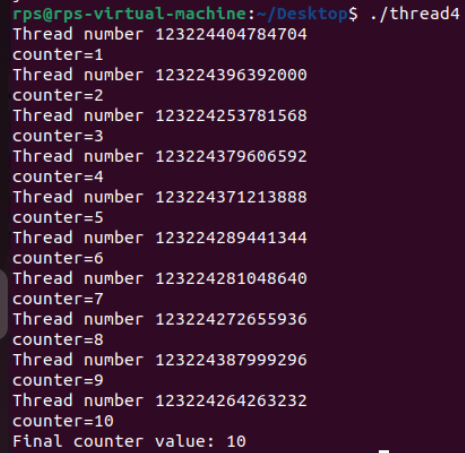 rps@rps-virtual-machine:~/Desktop$ ./thread4
Thread number 123224404784704
counter=1
Thread number 123224396392000
counter=2
Thread number 123224253781568
counter=3
Thread number 123224379606592
counter=4
Thread number 123224371213888
counter=5
Thread number 123224289441344
counter=6
Thread number 123224281048640
counter=7
Thread number 123224272655936
counter=8
Thread number 123224387999296
counter=9
Thread number 123224264263232
counter=10
Final counter value: 10